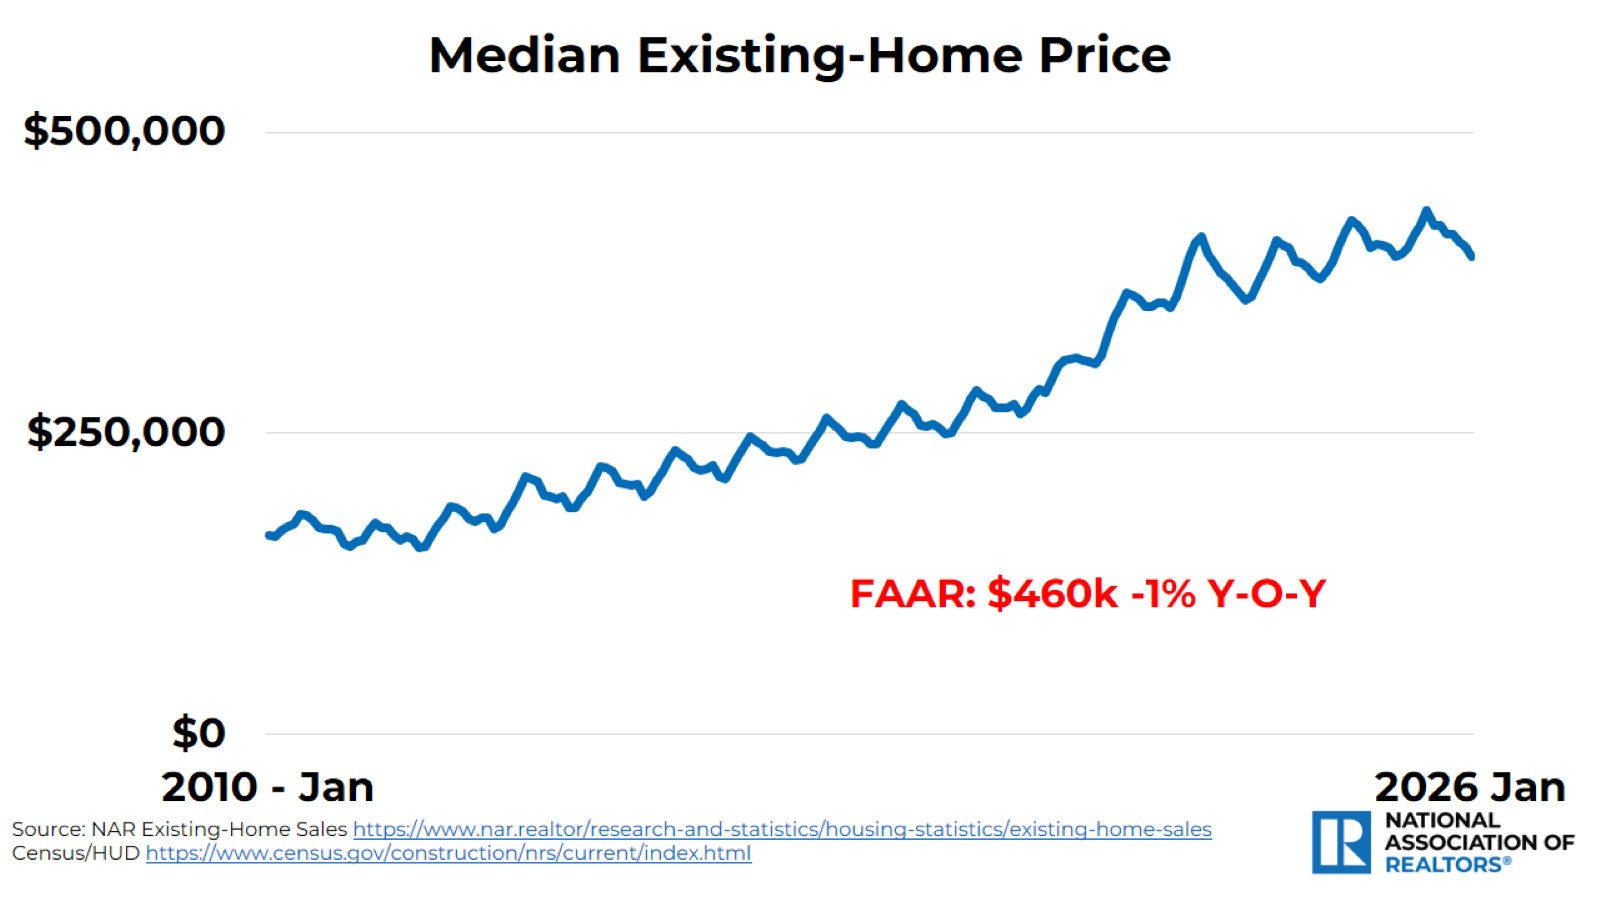 Median Existing-Home Price
$500,000
$250,000
FAAR: $460k -1% Y-O-Y
$0
2010 - Jan
2026 Jan
Source: NAR Existing-Home Sales https://www.nar.realtor/research-and-statistics/housing-statistics/existing-home-sales
Census/HUD https://www.census.gov/construction/nrs/current/index.html
R
NATIONAL
ASSOCIATION OF
REALTORS®